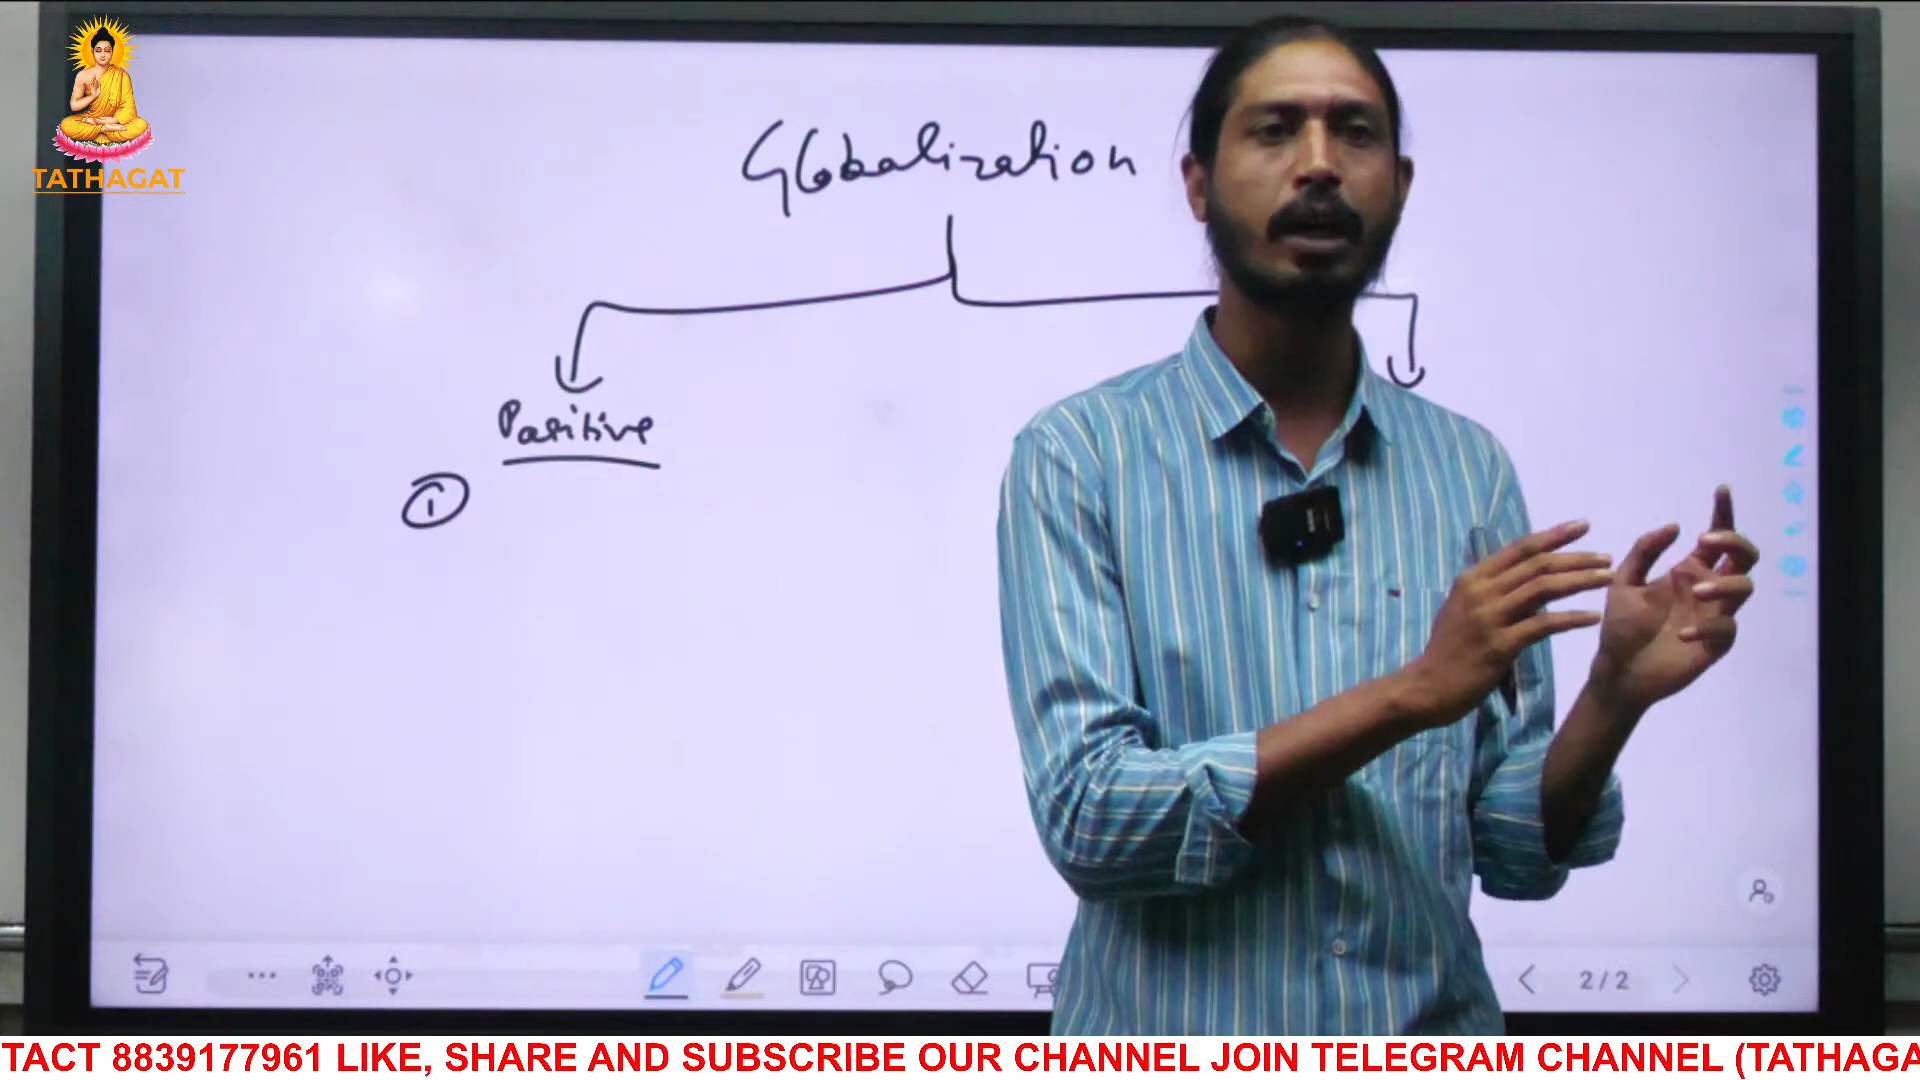 TATHAGAT
Globalization
Positive
1
2/2
TACT 8839177961 LIKE, SHARE AND SUBSCRIBE OUR CHANNEL JOIN TELEGRAM CHANNEL (TATHAGA